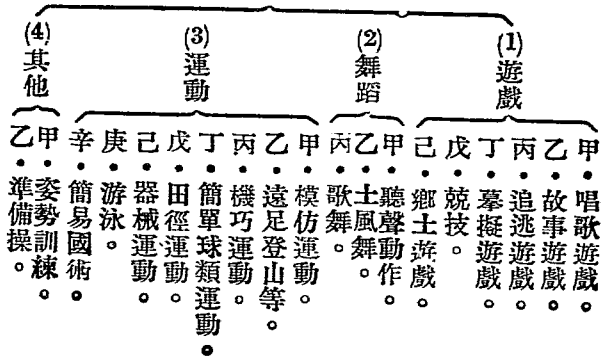 (1)遊戲
甲•唱歌遊戲。
乙•故事遊戲。
丙•追逃遊戲。
丁•摹擬遊戲。
戊•競技。
己•鄉土遊戲。
(2)舞蹈
甲•聽聲動作。
乙•土風舞。
丙•歌舞。
(3)運動
甲•模仿運動。
乙•遠足登山等。
丙•機巧運動。
丁•簡單球類運動。
戊•田徑運動。
己•器械運動。
庚•游泳。
辛•簡易國術。
(4)其他
甲•姿勢訓練。
乙•準備操。